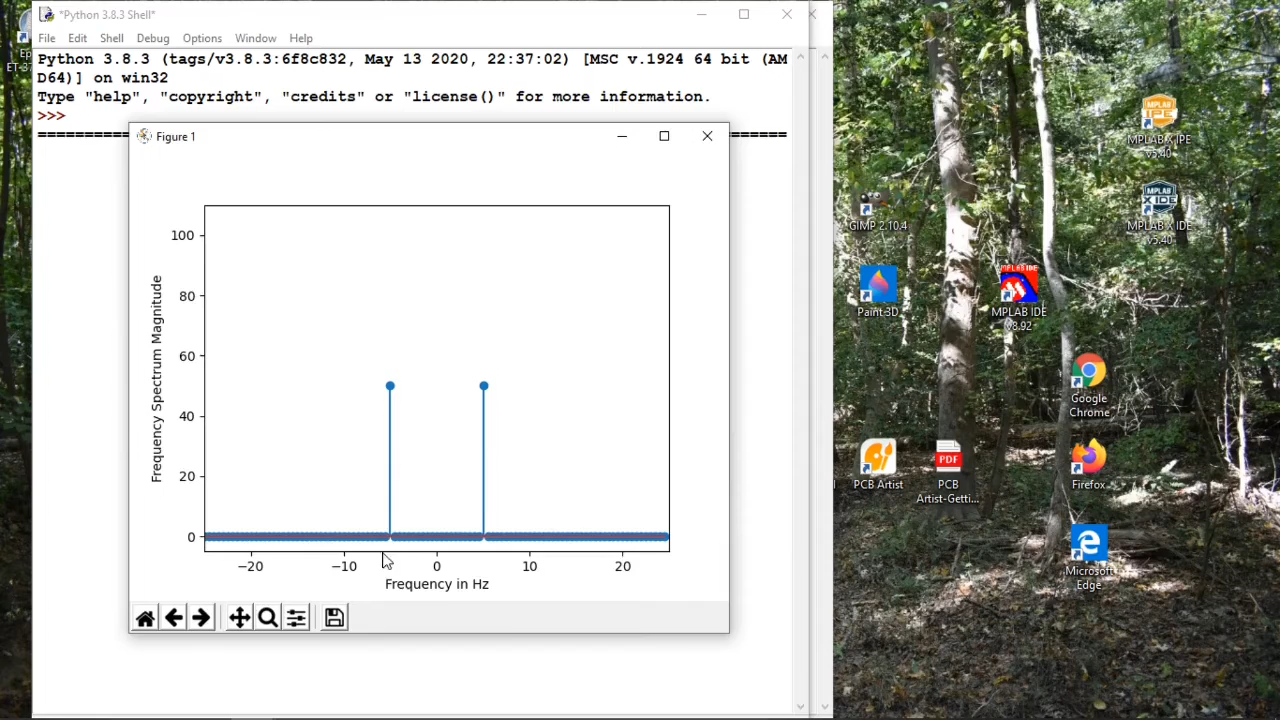 *Python 3.8.3 Shell*
File Edit Shell Debug Options Window Help
Python 3.8.3 (tags/v3.8.3:6f8c832, May 13 2020, 22:37:02) [MSC v.1924 64 bit (AM
D64)] on win32
Type "help", "copyright", "credits" or "license()" for more information.
>>>
Figure 1
Frequency Spectrum Magnitude
100
80
60
40
20
0
−20 −10 0 10 20
Frequency in Hz
Ep
ET-3
MPLAB X IPE
v5.40
GIMP 2.10.4
MPLAB X IDE
v5.40
Paint 3D
MPLAB IDE
v8.92
Google
Chrome
PCB Artist
PDF
PCB
Artist-Getti...
Firefox
Microsoft
Edge